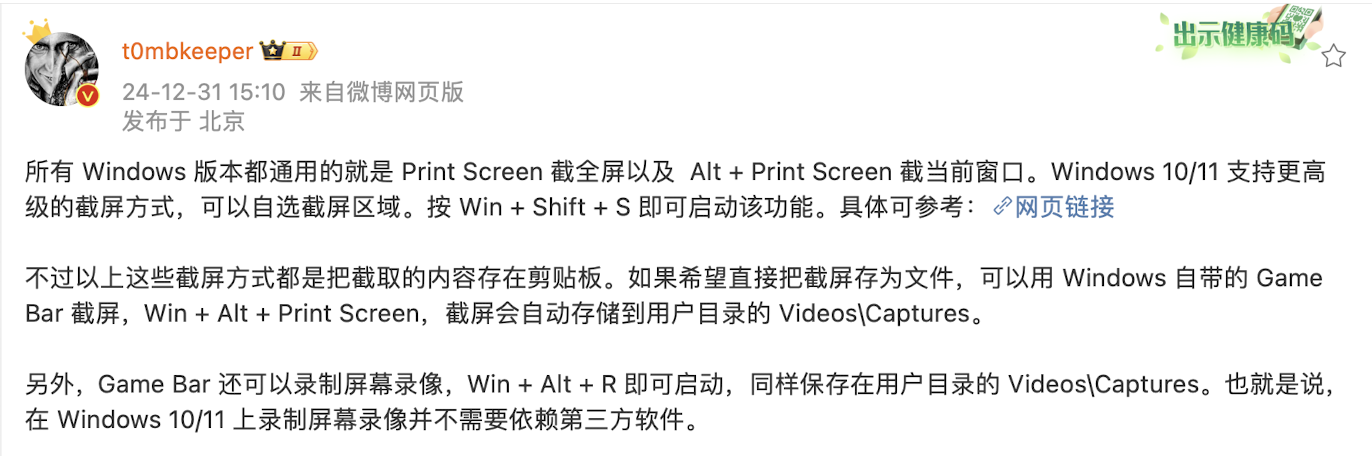 t0mbkeeper II
出示健康码
24-12-31 15:10 来自微博网页版
发布于 北京
所有 Windows 版本都通用的就是 Print Screen 截全屏以及 Alt + Print Screen 截当前窗口。Windows 10/11 支持更高
级的截屏方式，可以自选截屏区域。按 Win + Shift + S 即可启动该功能。具体可参考： 网页链接
不过以上这些截屏方式都是把截取的内容存在剪贴板。如果希望直接把截屏存为文件，可以用 Windows 自带的 Game
Bar 截屏，Win + Alt + Print Screen，截屏会自动存储到用户目录的 Videos\Captures。
另外，Game Bar 还可以录制屏幕录像，Win + Alt + R 即可启动，同样保存在用户目录的 Videos\Captures。也就是说，
在 Windows 10/11 上录制屏幕录像并不需要依赖第三方软件。